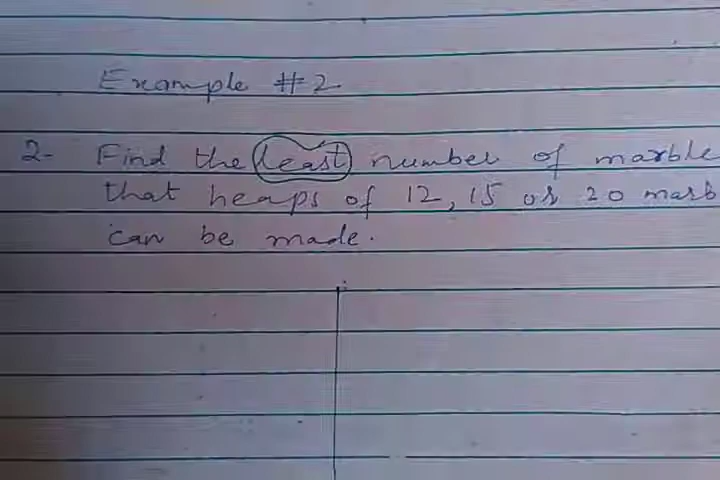 Example #2
2- Find the least number of marble
that heaps of 12, 15 or 20 marb
can be made.